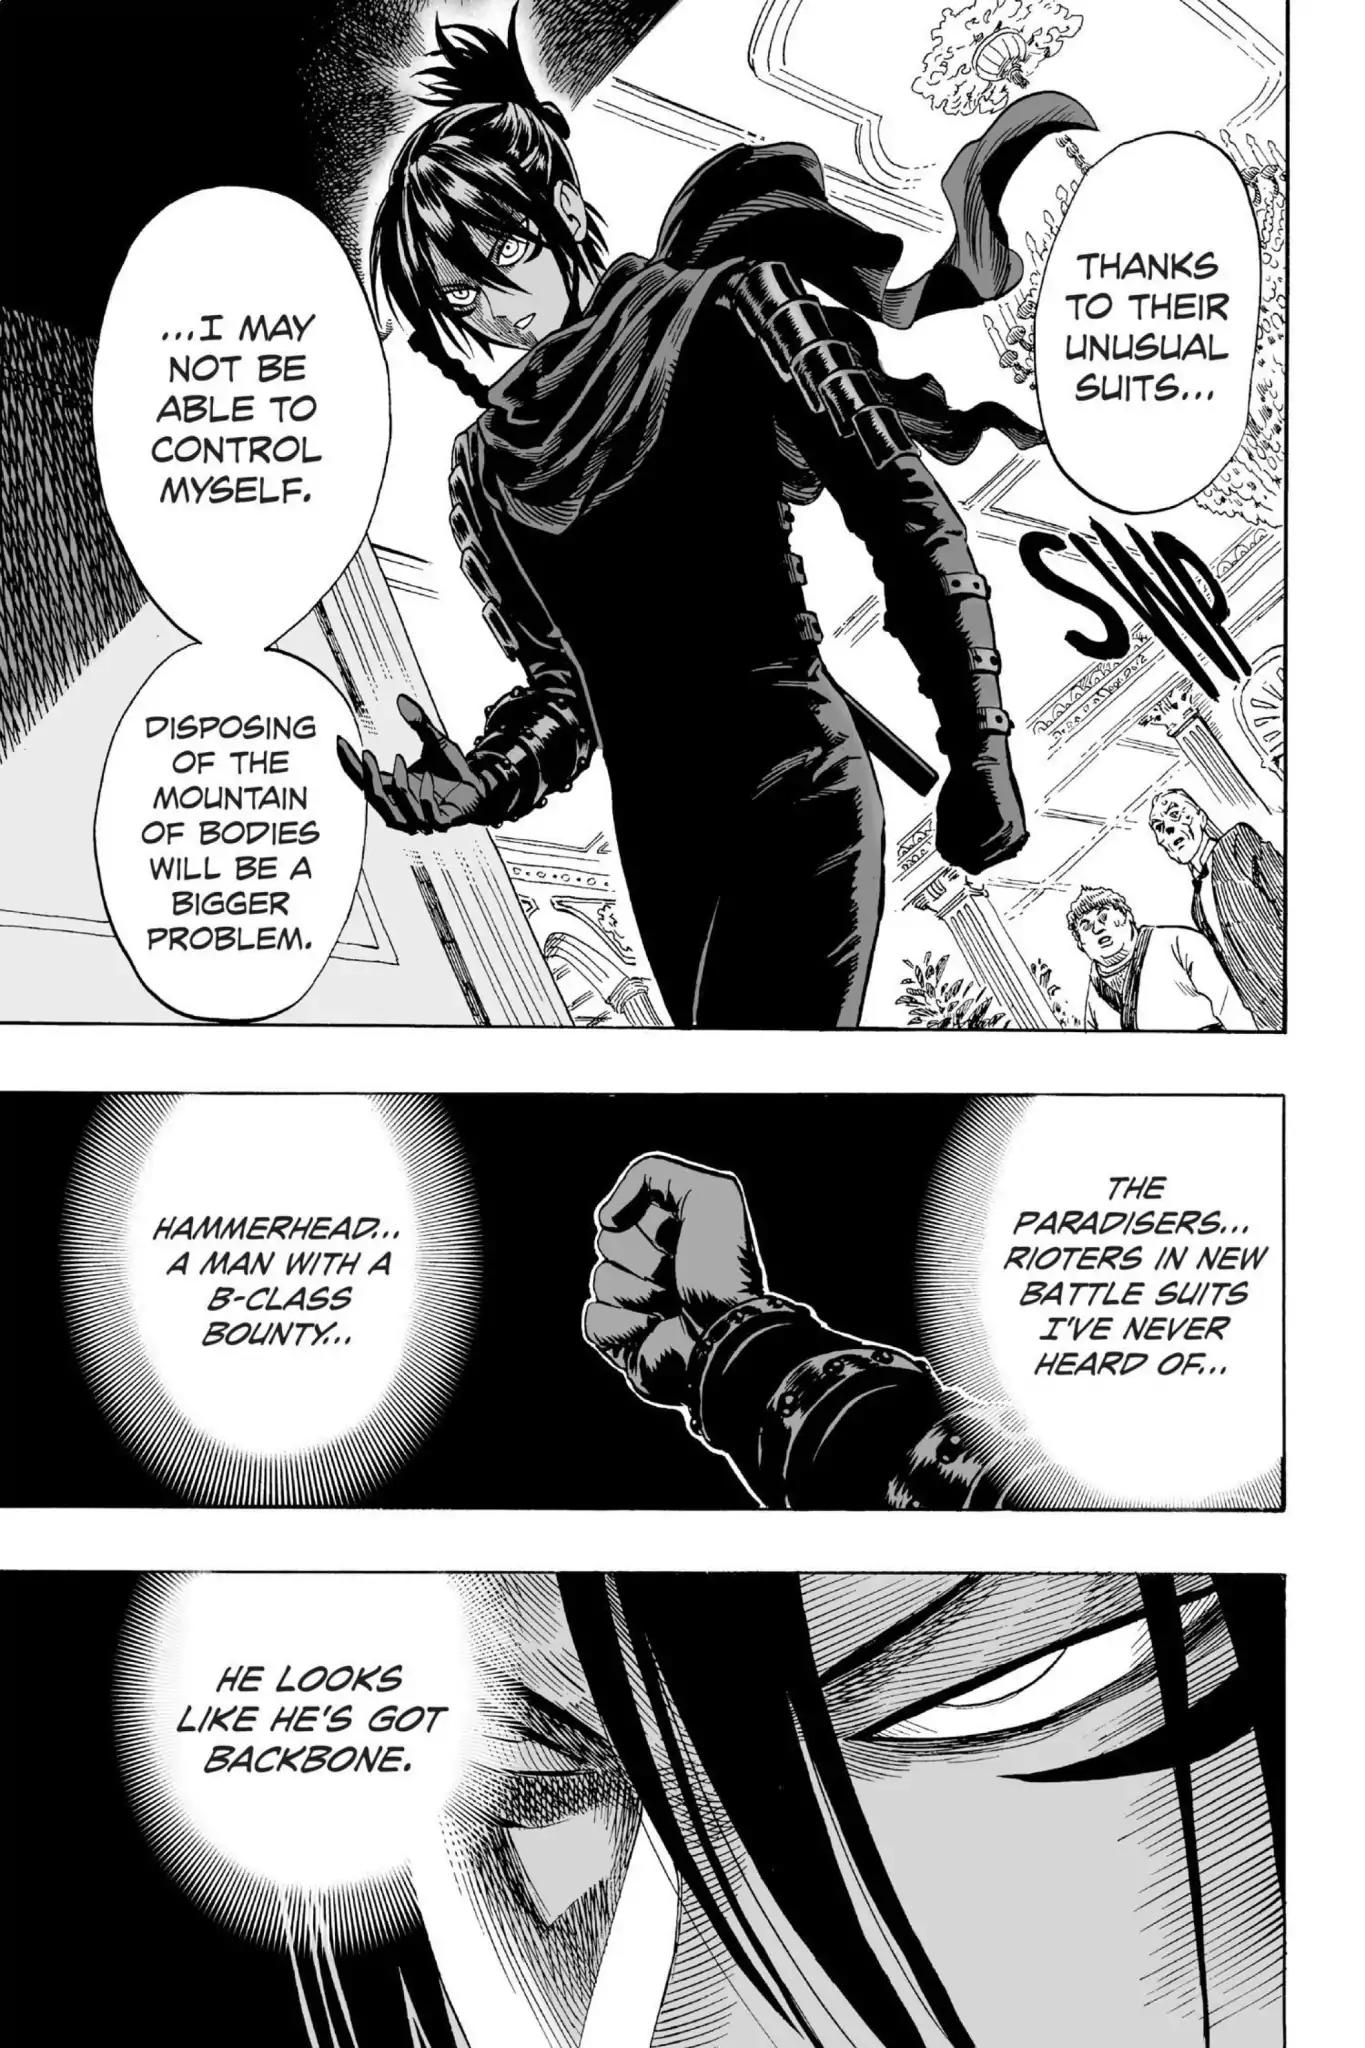 THANKS
TO THEIR
UNUSUAL
SUITS...
...I MAY
NOT BE
ABLE TO
CONTROL
MYSELF.
SWP
DISPOSING
OF THE
MOUNTAIN
OF BODIES
WILL BE A
BIGGER
PROBLEM.
THE
PARADISERS...
RIOTERS IN NEW
BATTLE SUITS
I'VE NEVER
HEARD OF...
HAMMERHEAD...
A MAN WITH A
B-CLASS
BOUNTY...
HE LOOKS
LIKE HE'S GOT
BACKBONE.